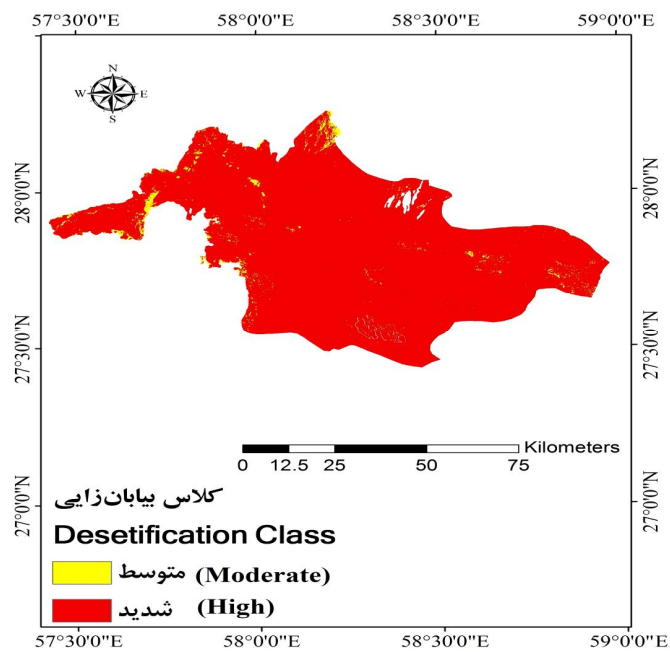 57°30'0"E 58°0'0"E 58°30'0"E 59°0'0"E
N
W E
S
28°0'0"N 28°0'0"N
27°30'0"N 27°30'0"N
Kilometers
0 12.5 25 50 75
27°0'0"N 27°0'0"N
کلاس بیابان‌زایی
Desetification Class
متوسط (Moderate)
شدید (High)
57°30'0"E 58°0'0"E 58°30'0"E 59°0'0"E